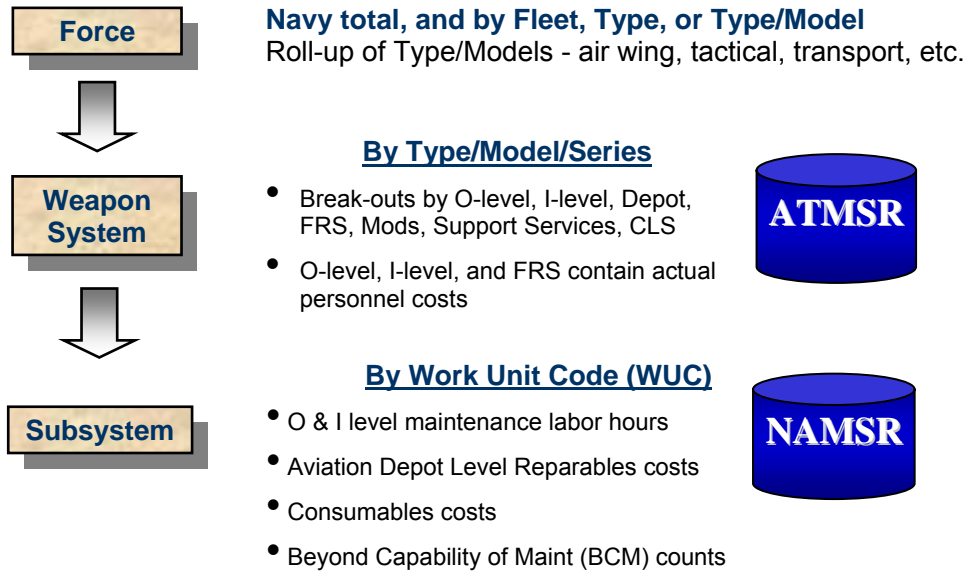 Force
Navy total, and by Fleet, Type, or Type/Model
Roll-up of Type/Models - air wing, tactical, transport, etc.
Weapon
System
By Type/Model/Series
• Break-outs by O-level, I-level, Depot,
FRS, Mods, Support Services, CLS
• O-level, I-level, and FRS contain actual
personnel costs
ATMSR
Subsystem
By Work Unit Code (WUC)
• O & I level maintenance labor hours
• Aviation Depot Level Reparables costs
• Consumables costs
• Beyond Capability of Maint (BCM) counts
NAMSR